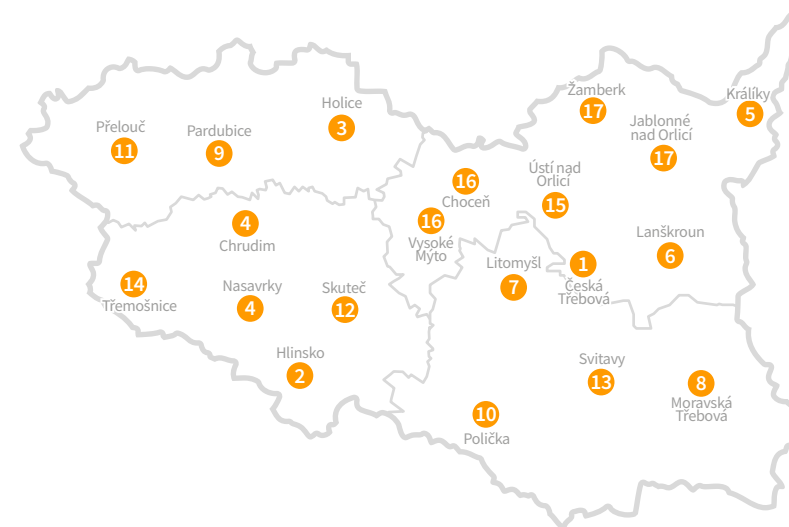 Žamberk
17
Králíky
5
Holice
3
Jablonné
nad Orlicí
17
Přelouč
11
Pardubice
9
Ústí nad
Orlicí
15
16
Choceň
16
Vysoké
Mýto
4
Chrudim
Lanškroun
6
Litomyšl
7
1
Česká
Třebová
14
Třemošnice
Nasavrky
4
Skuteč
12
Hlinsko
2
Svitavy
13
8
Moravská
Třebová
10
Polička